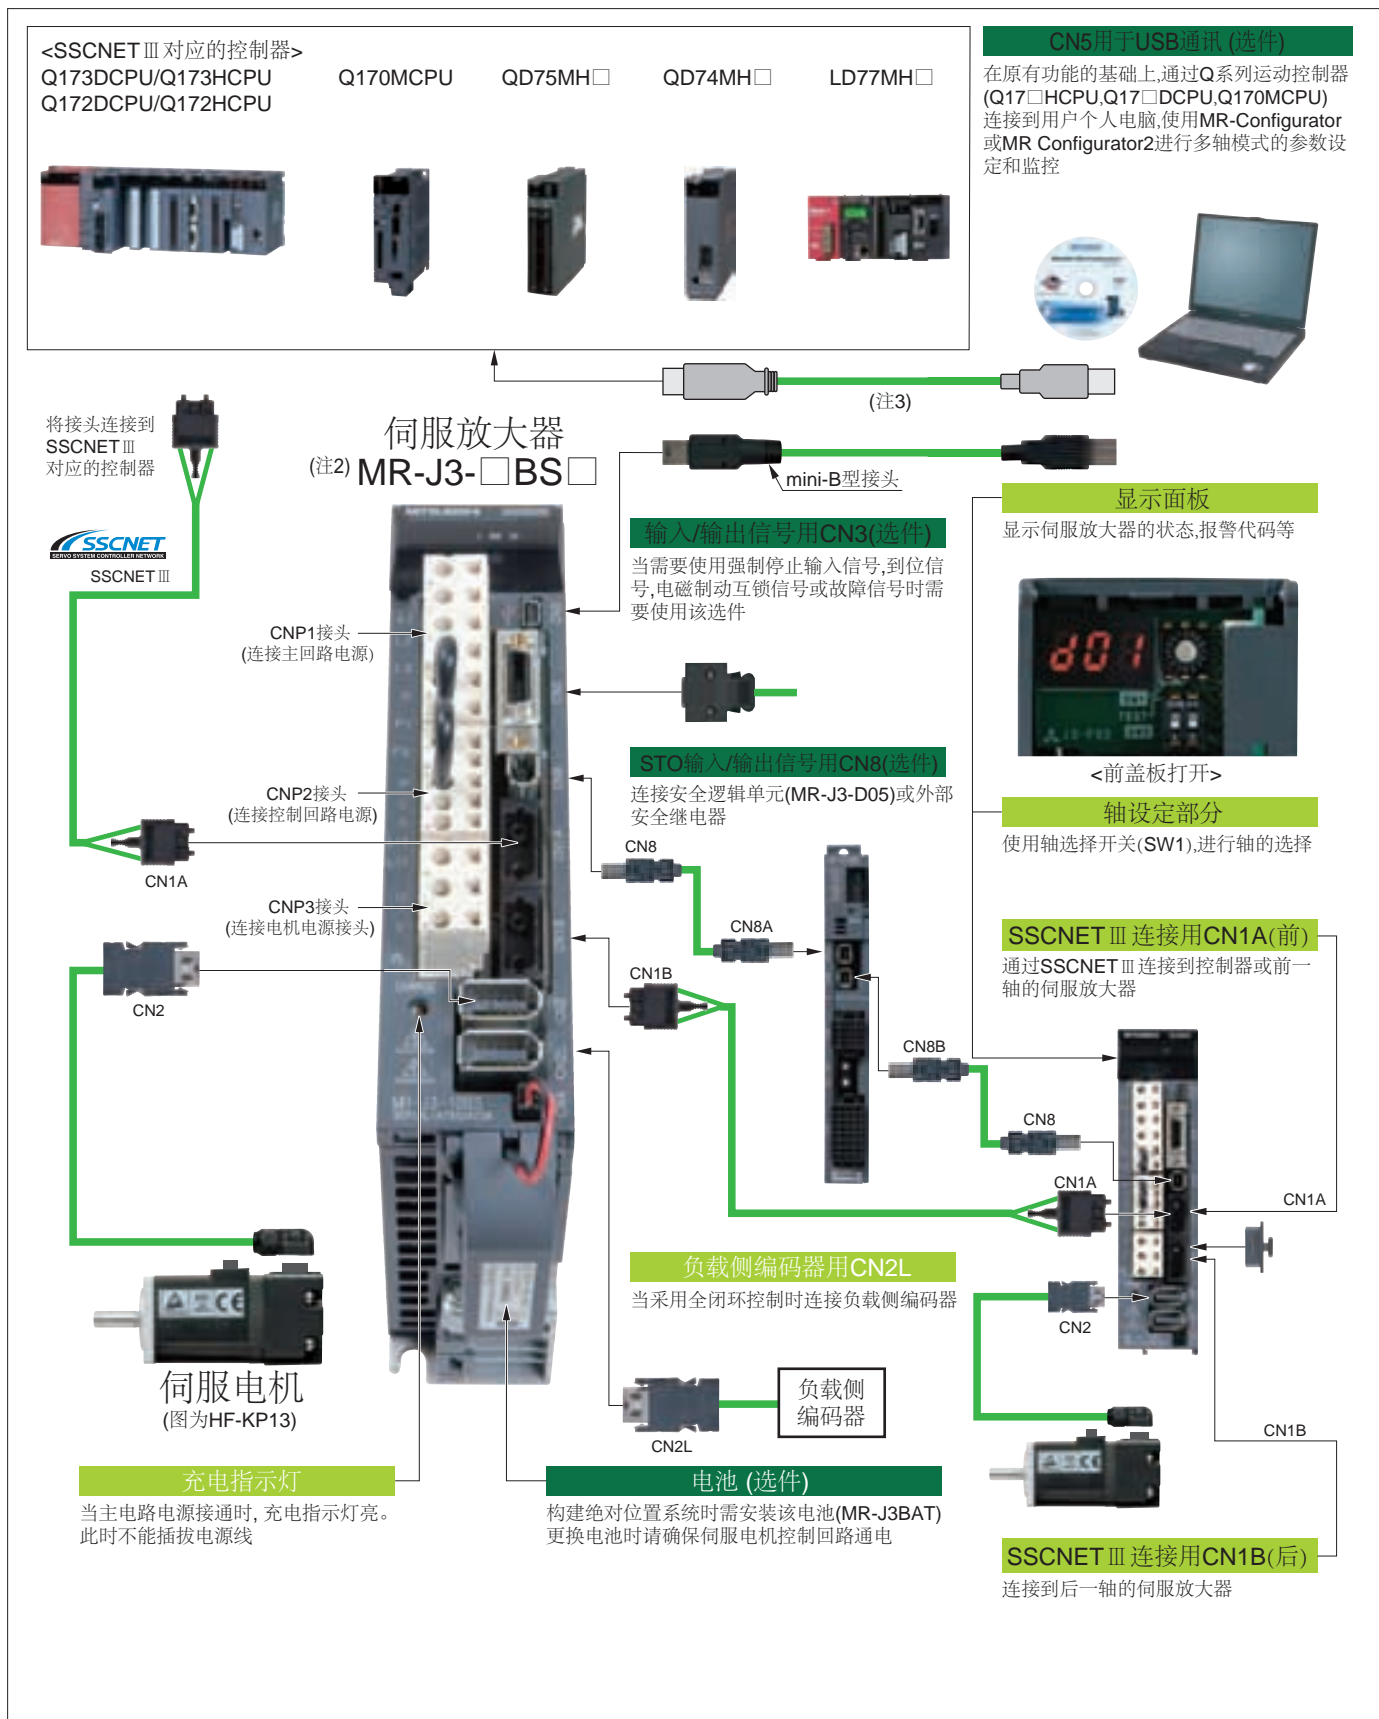 <SSCNETⅢ对应的控制器>
Q173DCPU/Q173HCPU
Q172DCPU/Q172HCPU
Q170MCPU
QD75MH□
QD74MH□
LD77MH□
CN5用于USB通讯 (选件)
在原有功能的基础上,通过Q系列运动控制器
(Q17□HCPU,Q17□DCPU,Q170MCPU)
连接到用户个人电脑,使用MR-Configurator
或MR Configurator2进行多轴模式的参数设
定和监控
(注3)
将接头连接到
SSCNETⅢ
对应的控制器
伺服放大器
(注2) MR-J3-□BS□
mini-B型接头
SSCNET
SERVO SYSTEM CONTROLLER NETWORK
SSCNETⅢ
显示面板
显示伺服放大器的状态,报警代码等
输入/输出信号用CN3(选件)
当需要使用强制停止输入信号,到位信
号,电磁制动互锁信号或故障信号时需
要使用该选件
CNP1接头
(连接主回路电源)
d01
TEST
<前盖板打开>
STO输入/输出信号用CN8(选件)
连接安全逻辑单元(MR-J3-D05)或外部
安全继电器
CNP2接头
(连接控制回路电源)
轴设定部分
使用轴选择开关(SW1),进行轴的选择
CN8
CN1A
CNP3接头
(连接电机电源接头)
CN8A
SSCNETⅢ连接用CN1A(前)
通过SSCNETⅢ连接到控制器或前一
轴的伺服放大器
CN1B
CN2
CN8B
CN8
CN1A
CN1A
负载侧编码器用CN2L
当采用全闭环控制时连接负载侧编码器
CN2
伺服电机
(图为HF-KP13)
负载侧
编码器
CN2L
CN1B
充电指示灯
当主电路电源接通时, 充电指示灯亮。
此时不能插拔电源线
电池 (选件)
构建绝对位置系统时需安装该电池(MR-J3BAT)
更换电池时请确保伺服电机控制回路通电
SSCNETⅢ连接用CN1B(后)
连接到后一轴的伺服放大器